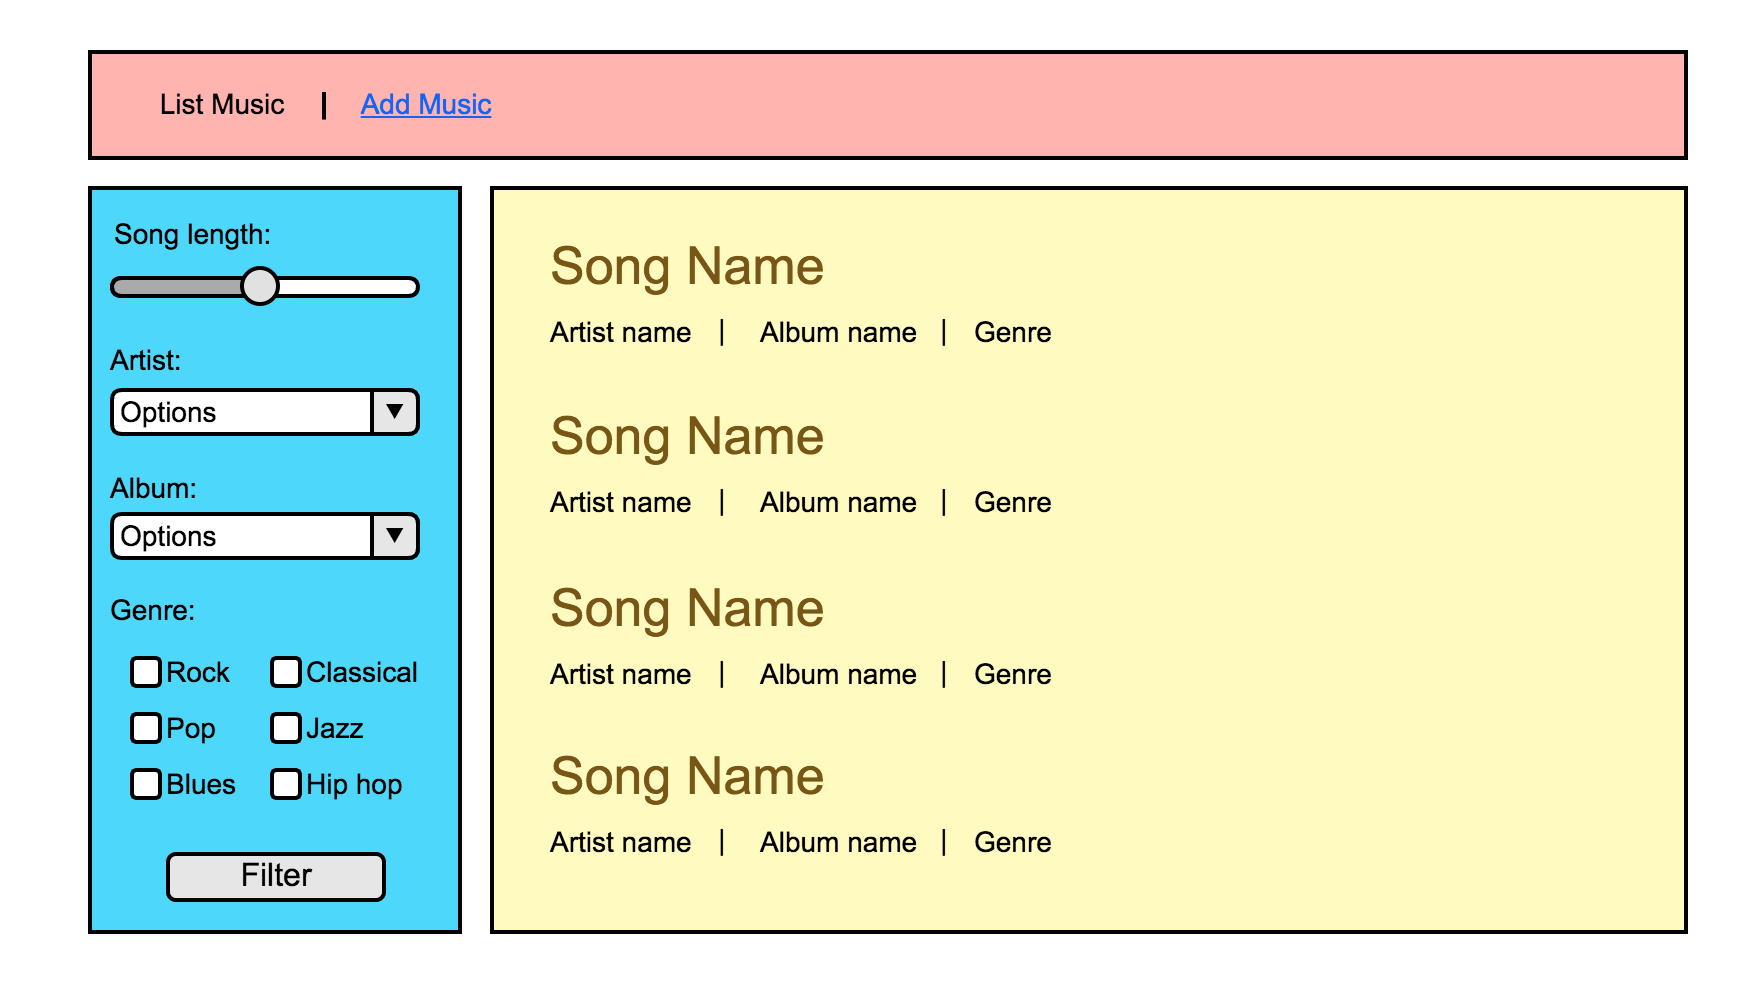 List Music | Add Music
Song length:
Artist:
Options
Album:
Options
Genre:
Rock Classical
Pop Jazz
Blues Hip hop
Filter
Song Name
Artist name | Album name | Genre
Song Name
Artist name | Album name | Genre
Song Name
Artist name | Album name | Genre
Song Name
Artist name | Album name | Genre